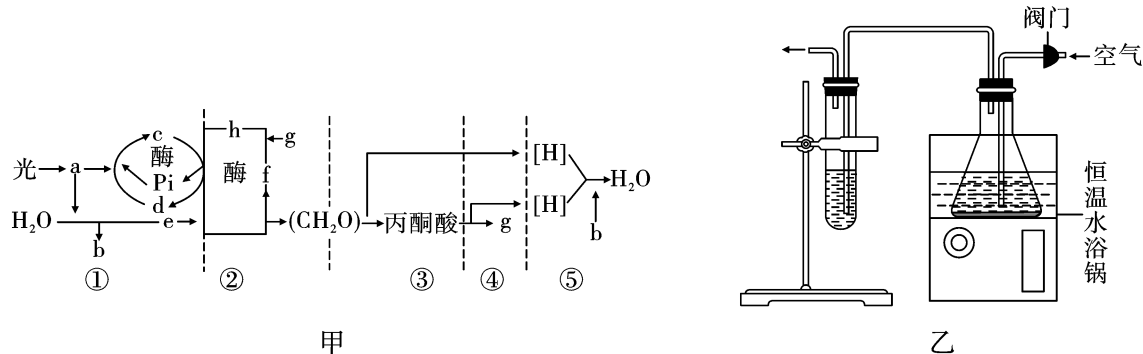 光 a c 酶 Pi d H₂O e b ①
h g 酶 f ②
(CH₂O) 丙酮酸 g ③ ④
[H] [H] H₂O b ⑤
甲
阀门
空气
恒温水浴锅
乙